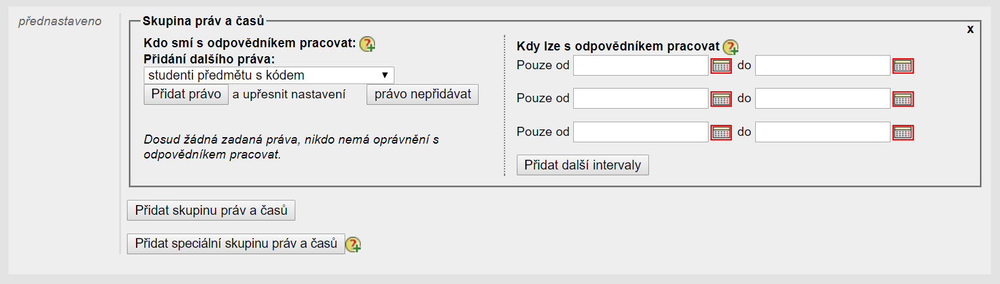 přednastaveno
Skupina práv a časů
x
Kdo smí s odpovědníkem pracovat:
Přidání dalšího práva:
studenti předmětu s kódem
Přidat právo a upřesnit nastavení právo nepřidávat
Dosud žádná zadaná práva, nikdo nemá oprávnění s
odpovědníkem pracovat.
Kdy lze s odpovědníkem pracovat
Pouze od do
Pouze od do
Pouze od do
Přidat další intervaly
Přidat skupinu práv a časů
Přidat speciální skupinu práv a časů